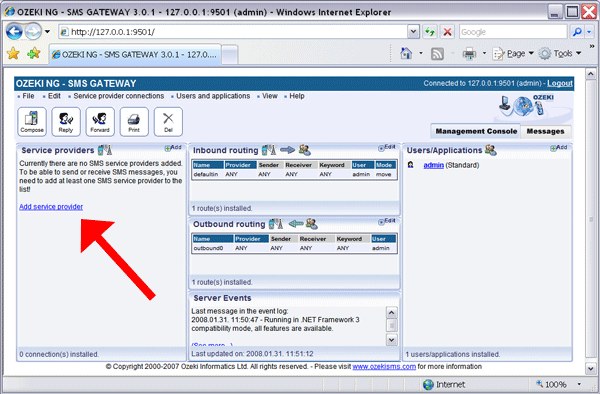 OZEKI NG - SMS GATEWAY 3.0.1 - 127.0.0.1:9501 (admin) - Windows Internet Explorer
http://127.0.0.1:9501/
Google
OZEKI NG - SMS GATEWAY 3.0.1 - 127.0....
Page
Tools
OZEKI NG - SMS GATEWAY
Connected to 127.0.0.1:9501 (admin) - Logout
File Edit Service provider connections Users and applications View Help
OZEKI
Compose Reply Forward Print Del
Management Console Messages
Service providers Add
Currently there are no SMS service providers added.
To be able to send or receive SMS messages, you
need to add at least one SMS service provider to the
list!
Add service provider
0 connection(s) installed.
Inbound routing Edit
Name Provider Sender Receiver Keyword User Mode
defaultin ANY ANY ANY ANY admin move
1 route(s) installed.
Outbound routing Edit
Name Provider Sender Receiver Keyword User
outbound0 ANY ANY ANY ANY admin
1 route(s) installed.
Server Events
Last message in the event log:
2008.01.31. 11:50:47 - Running in .NET Framework 3
compatibility mode, all features are available.
(See more...)
Last updated on: 2008.01.31. 11:51:12
Users/Applications Add
admin (Standard)
1 users/applications installed.
© Copyright 2000-2007 Ozeki Informatics Ltd. All rights reserved. - Please visit www.ozekisms.com for more information
Internet
100%